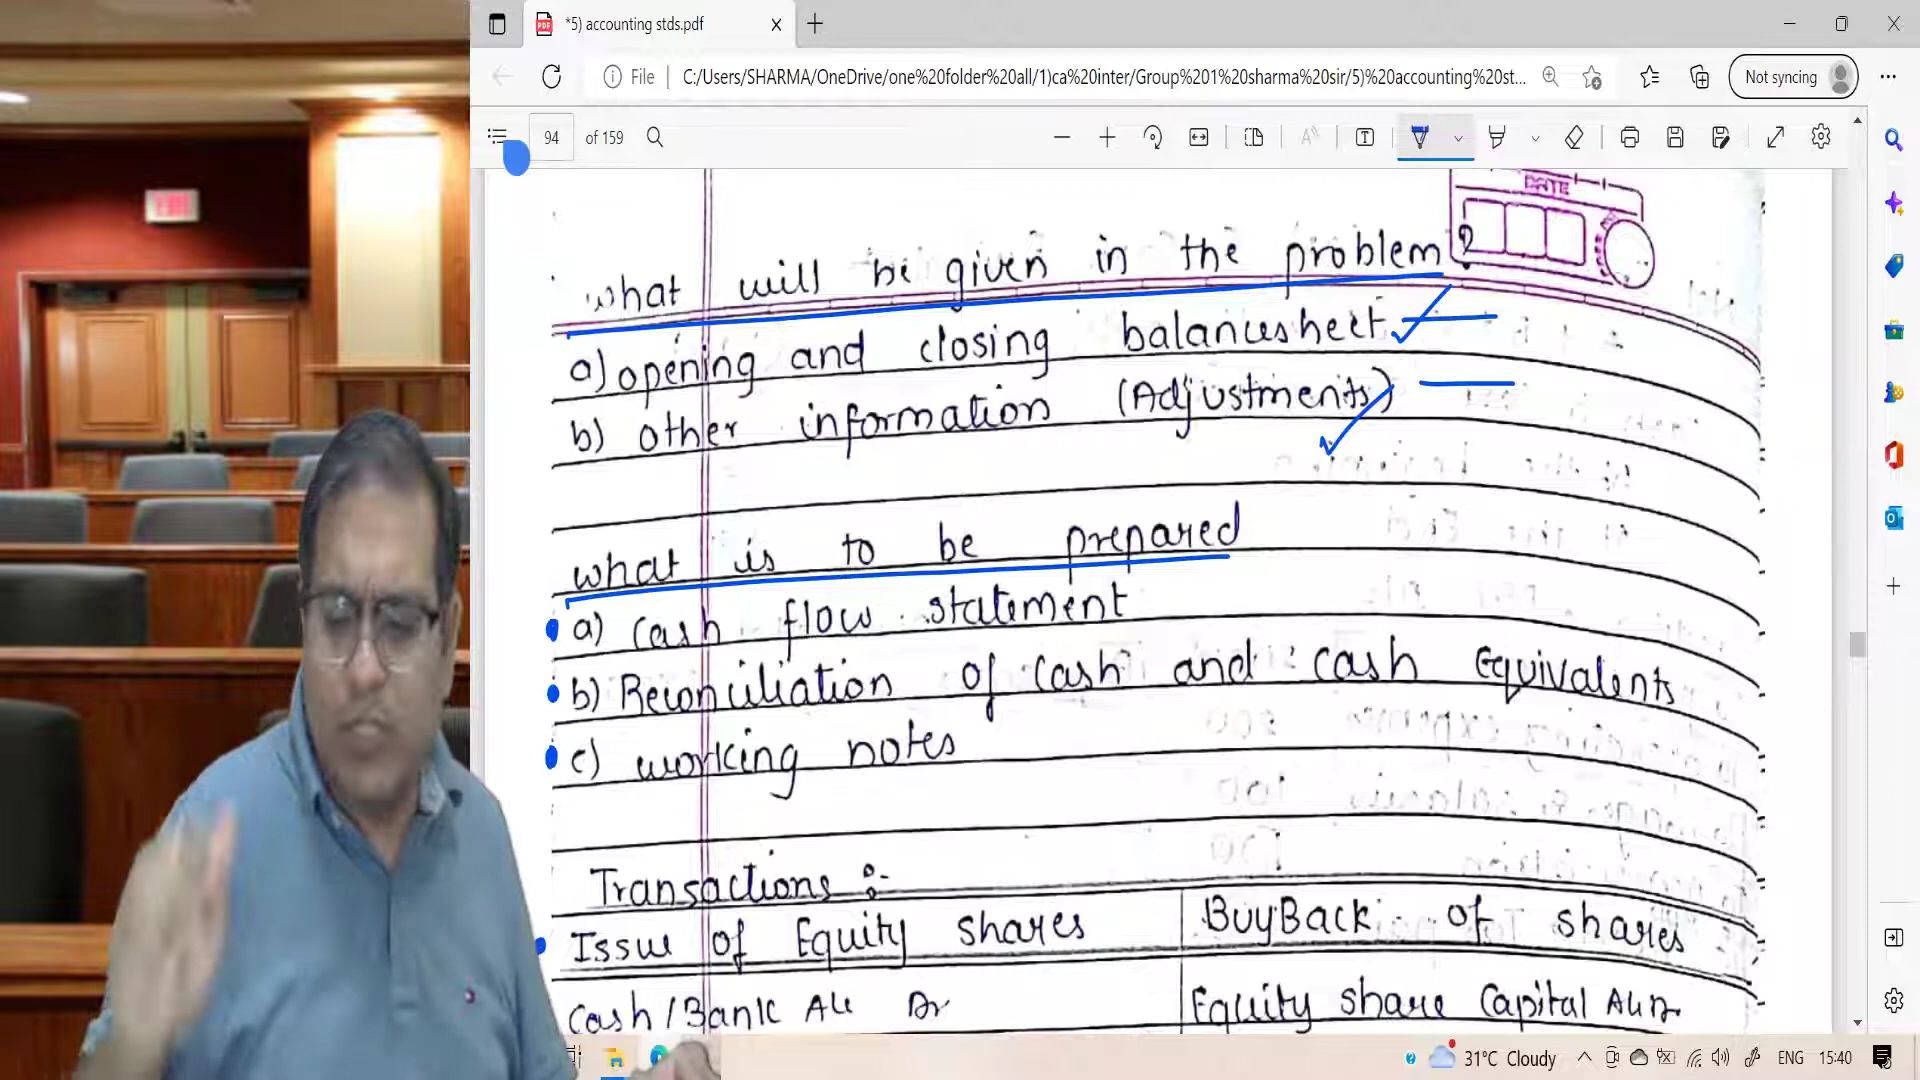 *5) accounting stds.pdf
File
C:/Users/SHARMA/OneDrive/one%20folder%20all/1)ca%20inter/Group%201%20sharma%20sir/5)%20accounting%20st...
Not syncing
94 of 159
DATE
what will be given in the problem ?
a) opening and closing balancesheet
b) other information (Adjustments)
what is to be prepared
a) cash flow statement
b) Reconciliation of cash and cash Equivalents
c) working notes
Transactions :-
Issue of Equity shares
BuyBack of shares
Cash/Bank A/c Dr
Equity share Capital A/c Dr
31°C Cloudy
ENG
15:40